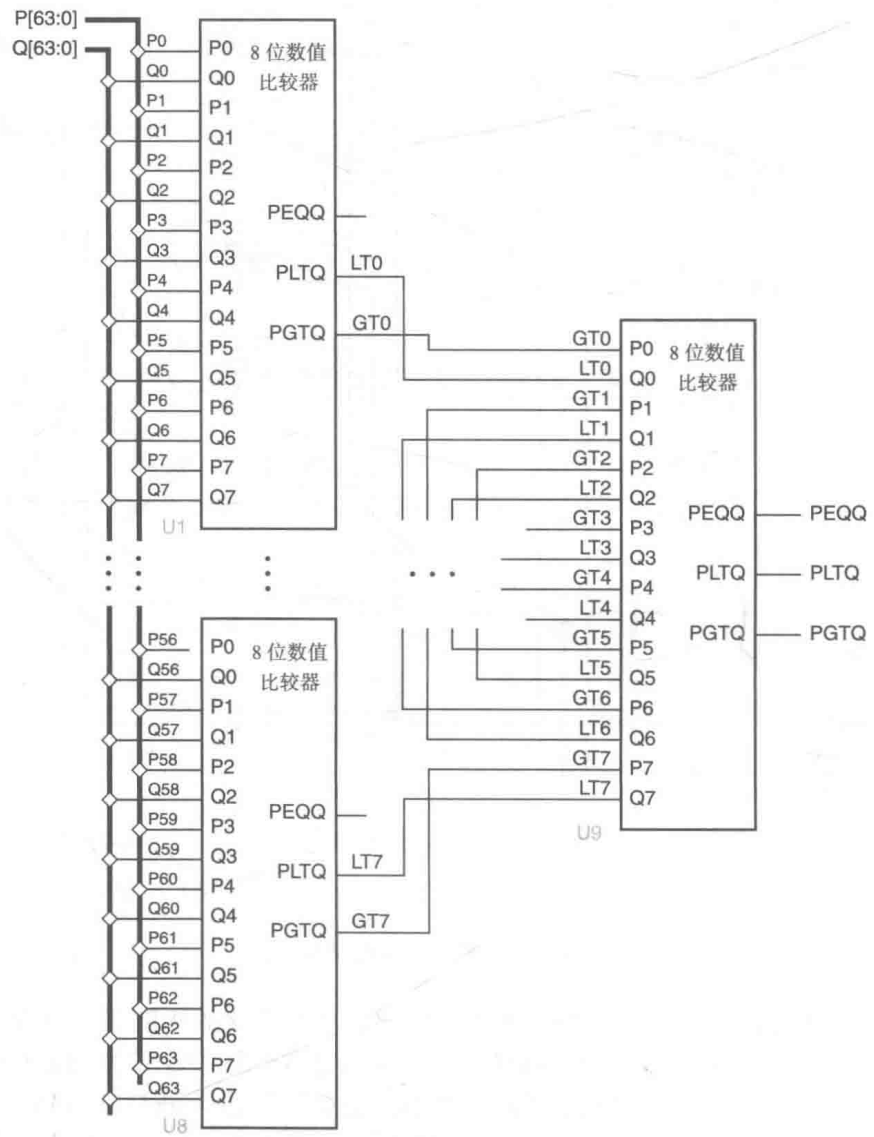 P[63:0]
Q[63:0]
P0
Q0
P1
Q1
P2
Q2
P3
Q3
P4
Q4
P5
Q5
P6
Q6
P7
Q7
P0
Q0
P1
Q1
P2
Q2
P3
Q3
P4
Q4
P5
Q5
P6
Q6
P7
Q7
8 位数值
比较器
PEQQ
PLTQ
PGTQ
LT0
GT0
U1
P56
Q56
P57
Q57
P58
Q58
P59
Q59
P60
Q60
P61
Q61
P62
Q62
P63
Q63
P0
Q0
P1
Q1
P2
Q2
P3
Q3
P4
Q4
P5
Q5
P6
Q6
P7
Q7
8 位数值
比较器
PEQQ
PLTQ
PGTQ
LT7
GT7
U8
GT0
LT0
GT1
LT1
GT2
LT2
GT3
LT3
GT4
LT4
GT5
LT5
GT6
LT6
GT7
LT7
P0
Q0
P1
Q1
P2
Q2
P3
Q3
P4
Q4
P5
Q5
P6
Q6
P7
Q7
8 位数值
比较器
PEQQ
PLTQ
PGTQ
PEQQ
PLTQ
PGTQ
U9